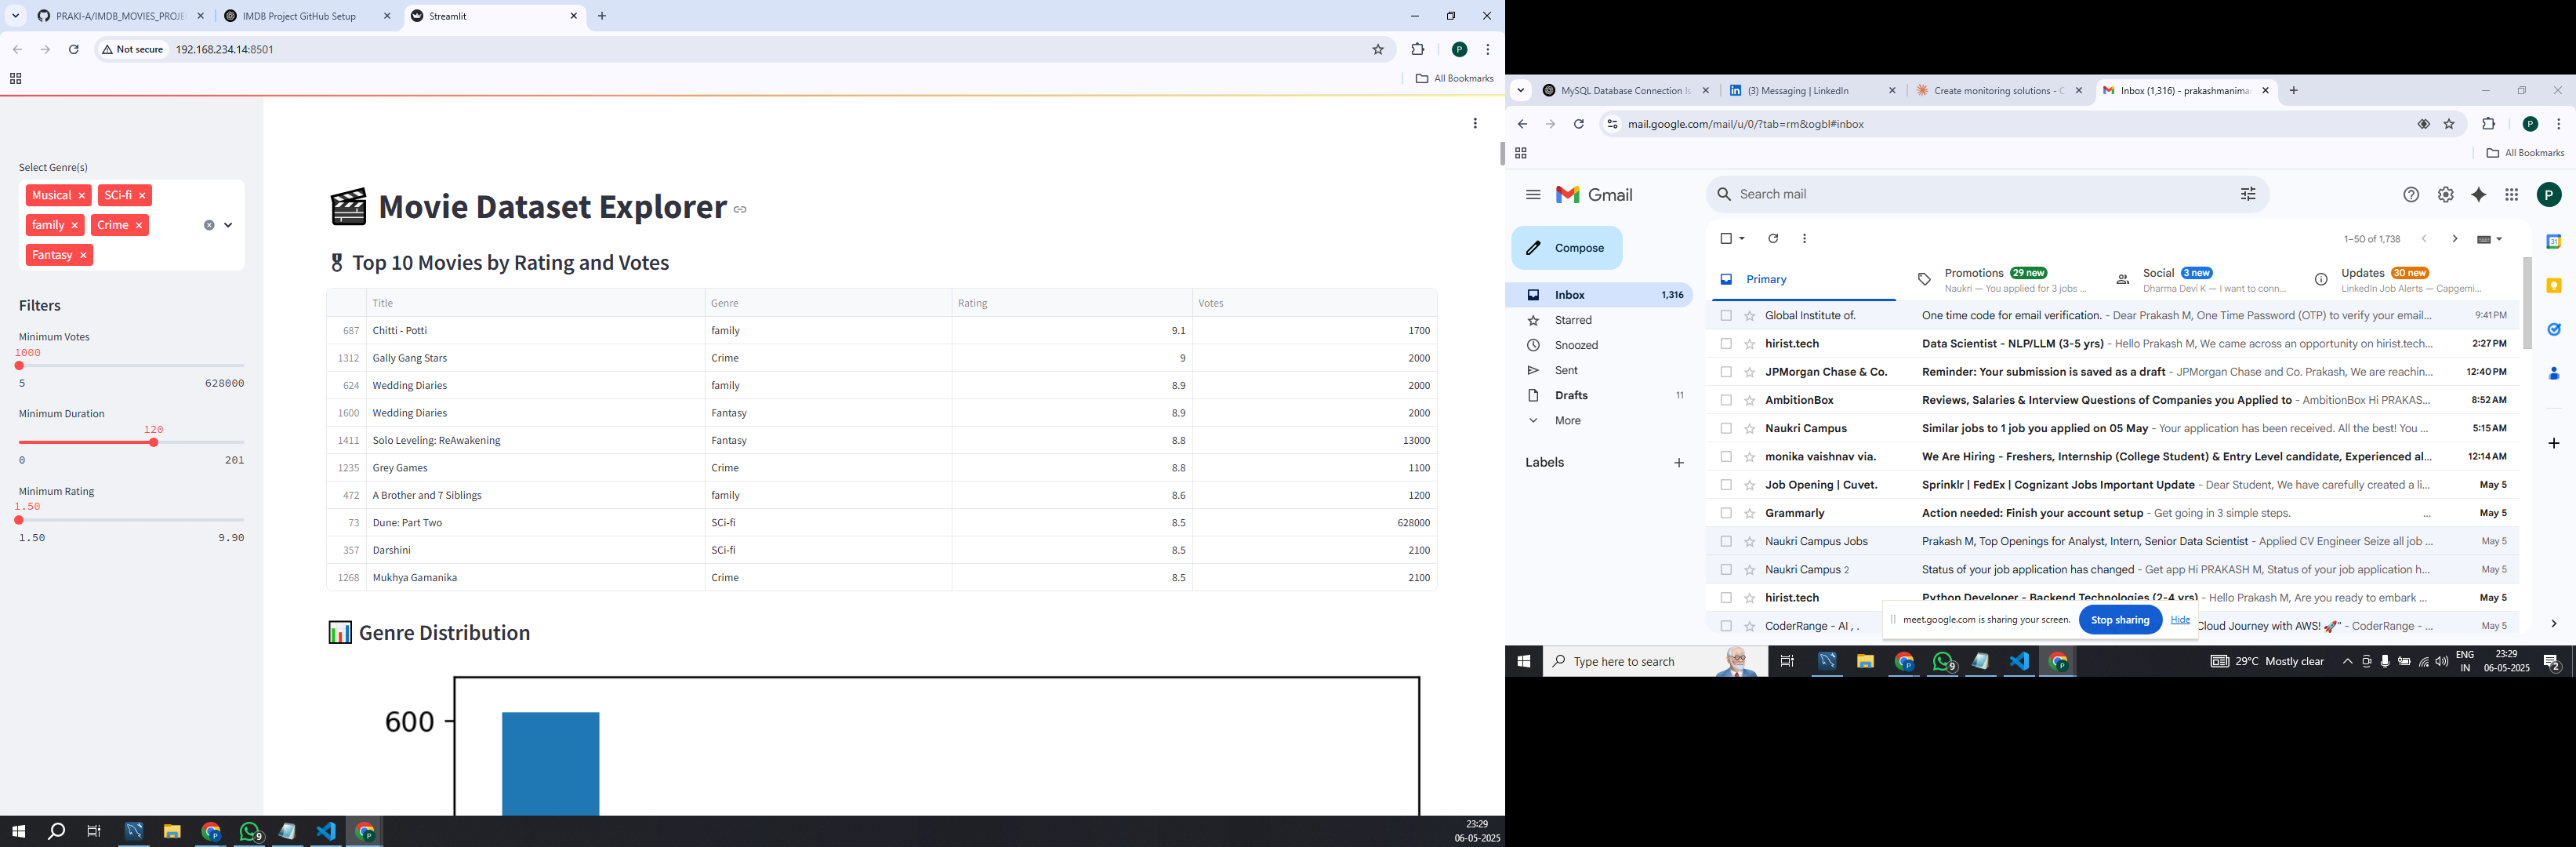 PRAKI-A/IMDB_MOVIES_PROJE
IMDB Project GitHub Setup
Streamlit
Not secure
192.168.234.14:8501
P
All Bookmarks
Select Genre(s)
Musical
SCi-fi
family
Crime
Fantasy
Filters
Minimum Votes
1000
5 628000
Minimum Duration
120
0 201
Minimum Rating
1.50
1.50 9.90
Movie Dataset Explorer
Top 10 Movies by Rating and Votes
Title Genre Rating Votes
687 Chitti - Potti family 9.1 1700
1312 Gally Gang Stars Crime 9 2000
624 Wedding Diaries family 8.9 2000
1600 Wedding Diaries Fantasy 8.9 2000
1411 Solo Leveling: ReAwakening Fantasy 8.8 13000
1235 Grey Games Crime 8.8 1100
472 A Brother and 7 Siblings family 8.6 1200
73 Dune: Part Two SCi-fi 8.5 628000
357 Darshini SCi-fi 8.5 2100
1268 Mukhya Gamanika Crime 8.5 2100
Genre Distribution
600
9
23:29
06-05-2025
MySQL Database Connection Is
(3) Messaging | LinkedIn
Create monitoring solutions - C
Inbox (1,316) - prakashmanima
mail.google.com/mail/u/0/?tab=rm&ogbl#inbox
P
All Bookmarks
Gmail
Search mail
P
Compose
Inbox 1,316
Starred
Snoozed
Sent
Drafts 11
More
Labels
1–50 of 1,738
Primary
Promotions 29 new
Naukri — You applied for 3 jobs ...
Social 3 new
Dharma Devi K — I want to conn...
Updates 30 new
LinkedIn Job Alerts — Capgemi...
Global Institute of. One time code for email verification. - Dear Prakash M, One Time Password (OTP) to verify your email... 9:41 PM
hirist.tech Data Scientist - NLP/LLM (3-5 yrs) - Hello Prakash M, We came across an opportunity on hirist.tech... 2:27 PM
JPMorgan Chase & Co. Reminder: Your submission is saved as a draft - JPMorgan Chase and Co. Prakash, We are reachin... 12:40 PM
AmbitionBox Reviews, Salaries & Interview Questions of Companies you Applied to - AmbitionBox Hi PRAKAS... 8:52 AM
Naukri Campus Similar jobs to 1 job you applied on 05 May - Your application has been received. All the best! You ... 5:15 AM
monika vaishnav via. We Are Hiring - Freshers, Internship (College Student) & Entry Level candidate, Experienced al... 12:14 AM
Job Opening | Cuvet. Sprinklr | FedEx | Cognizant Jobs Important Update - Dear Student, We have carefully created a li... May 5
Grammarly Action needed: Finish your account setup - Get going in 3 simple steps. ... May 5
Naukri Campus Jobs Prakash M, Top Openings for Analyst, Intern, Senior Data Scientist - Applied CV Engineer Seize all job ... May 5
Naukri Campus 2 Status of your job application has changed - Get app Hi PRAKASH M, Status of your job application h... May 5
hirist.tech Python Developer - Backend Technologies (2-4 yrs) - Hello Prakash M, Are you ready to embark ... May 5
CoderRange - AI , . Cloud Journey with AWS! 🚀" - CoderRange - ... May 5
meet.google.com is sharing your screen. Stop sharing Hide
31
Type here to search
9
29°C Mostly clear
ENG
IN
23:29
06-05-2025
2